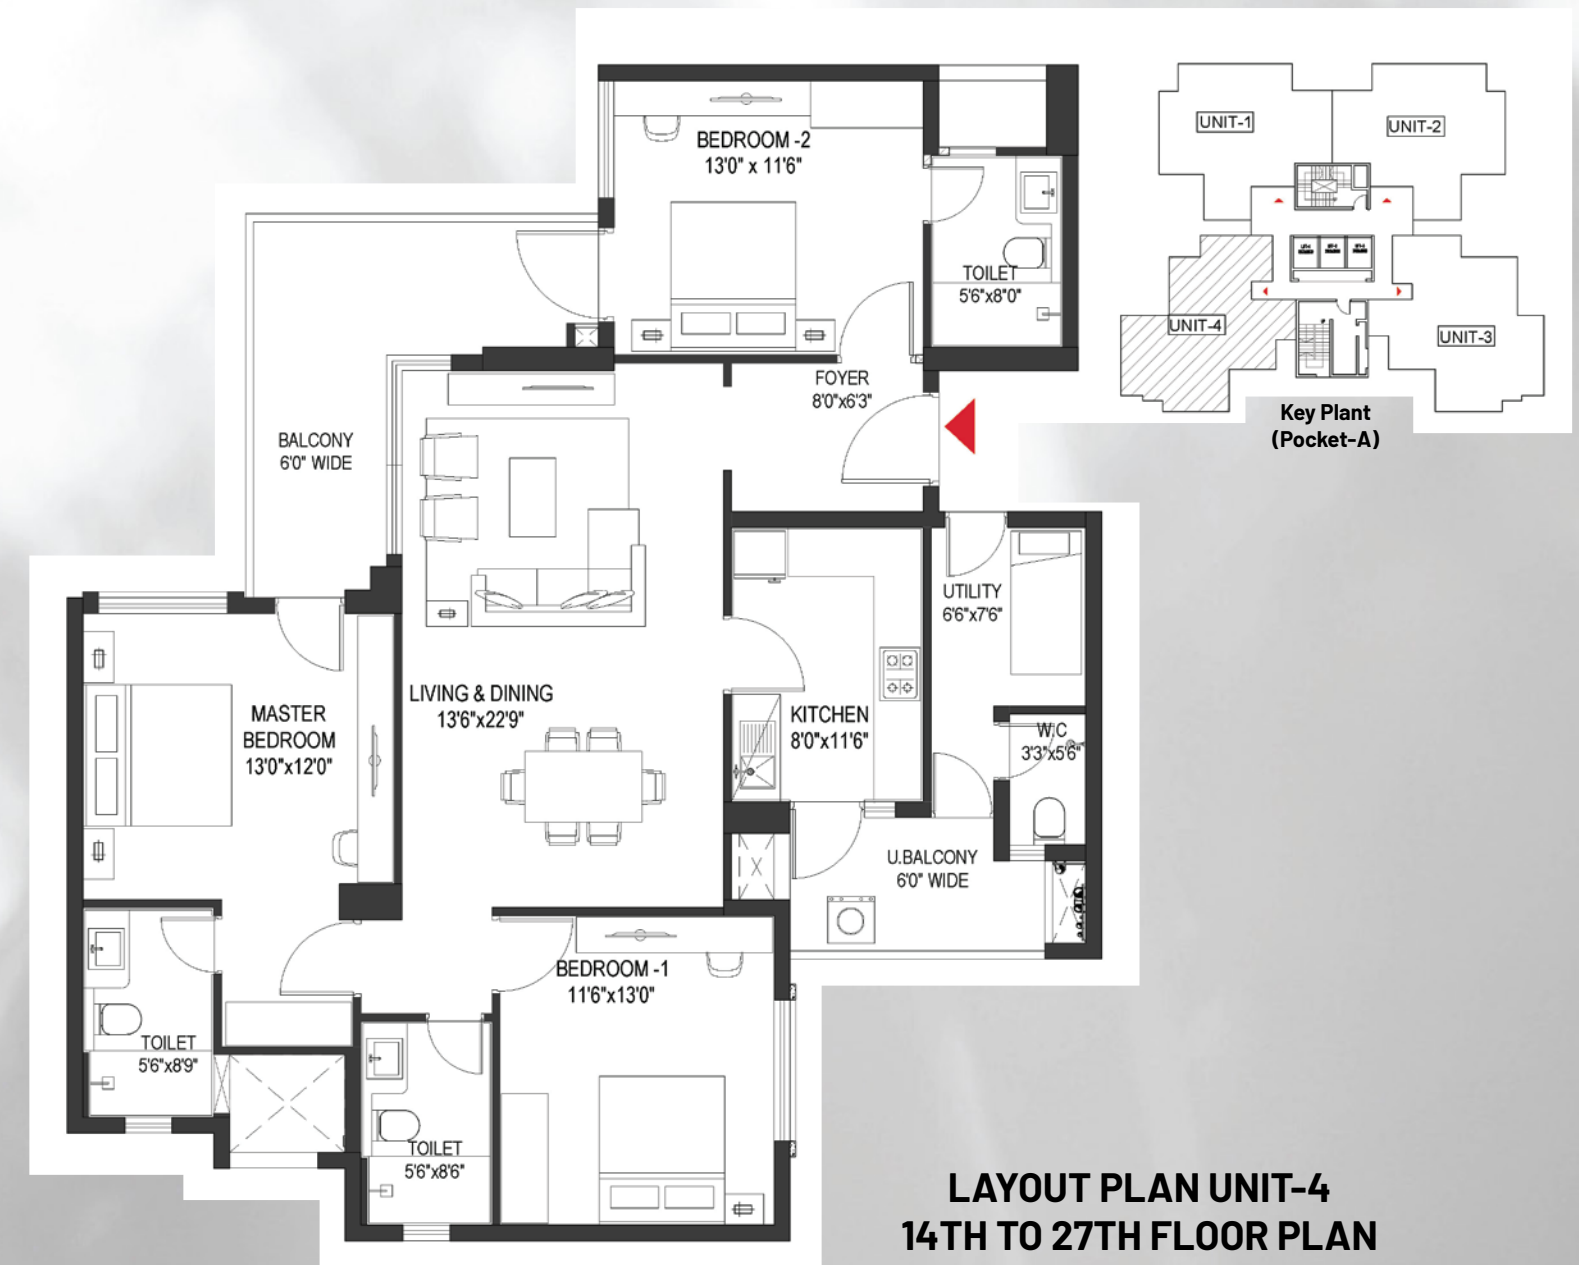 BEDROOM -2
13'0" x 11'6"
TOILET
5'6"x8'0"
UNIT-1
UNIT-2
UNIT-4
UNIT-3
Key Plant
(Pocket-A)
FOYER
8'0"x6'3"
BALCONY
6'0" WIDE
UTILITY
6'6"x7'6"
LIVING & DINING
13'6"x22'9"
MASTER
BEDROOM
13'0"x12'0"
KITCHEN
8'0"x11'6"
W.C
3'3"x5'6"
U.BALCONY
6'0" WIDE
BEDROOM -1
11'6"x13'0"
TOILET
5'6"x8'9"
TOILET
5'6"x8'6"
LAYOUT PLAN UNIT-4
14TH TO 27TH FLOOR PLAN